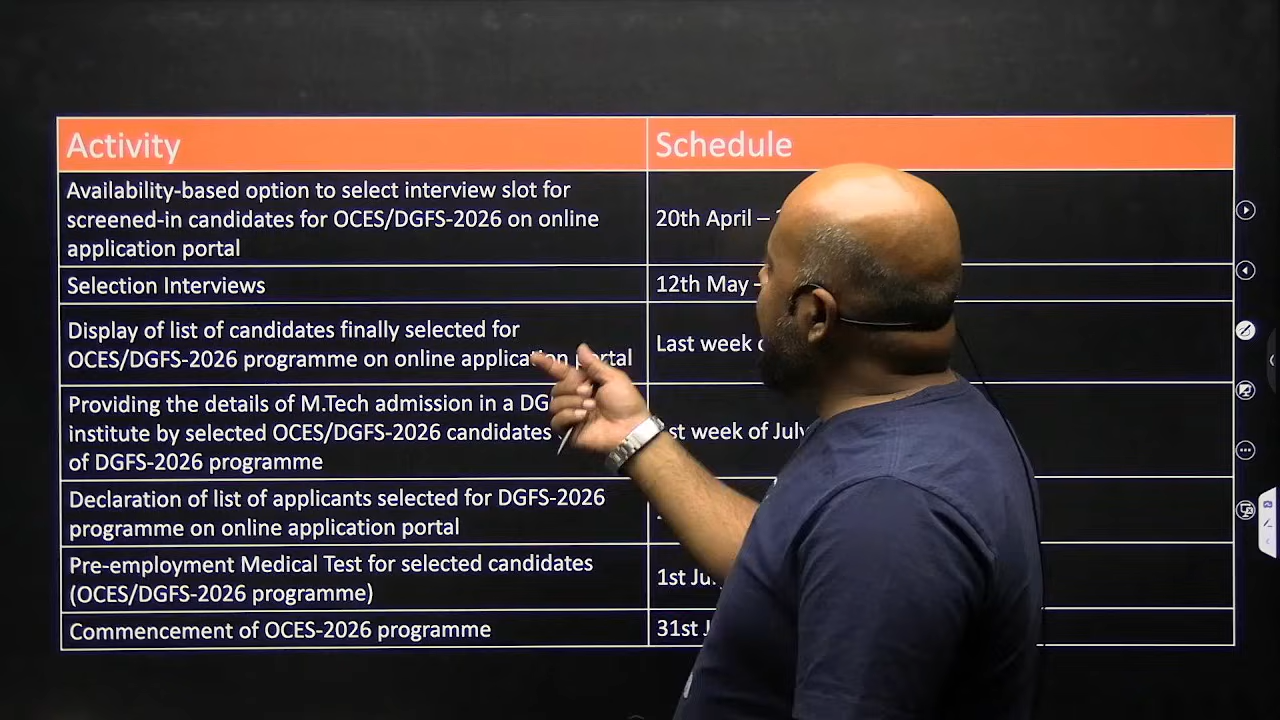 Activity
Schedule
Availability-based option to select interview slot for
screened-in candidates for OCES/DGFS-2026 on online
application portal
20th April –
Selection Interviews
12th May
Display of list of candidates finally selected for
OCES/DGFS-2026 programme on online application portal
Last week
Providing the details of M.Tech admission in a
institute by selected OCES/DGFS-2026 candidates
of DGFS-2026 programme
week of July
Declaration of list of applicants selected for DGFS-2026
programme on online application portal
Pre-employment Medical Test for selected candidates
(OCES/DGFS-2026 programme)
1st
Commencement of OCES-2026 programme
31st